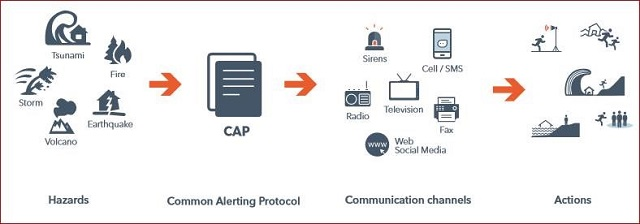 Tsunami
Fire
Storm
Earthquake
Volcano
Hazards
CAP
Common Alerting Protocol
Sirens
Cell / SMS
Radio
Television
Fax
www
Web
Social Media
Communication channels
Actions